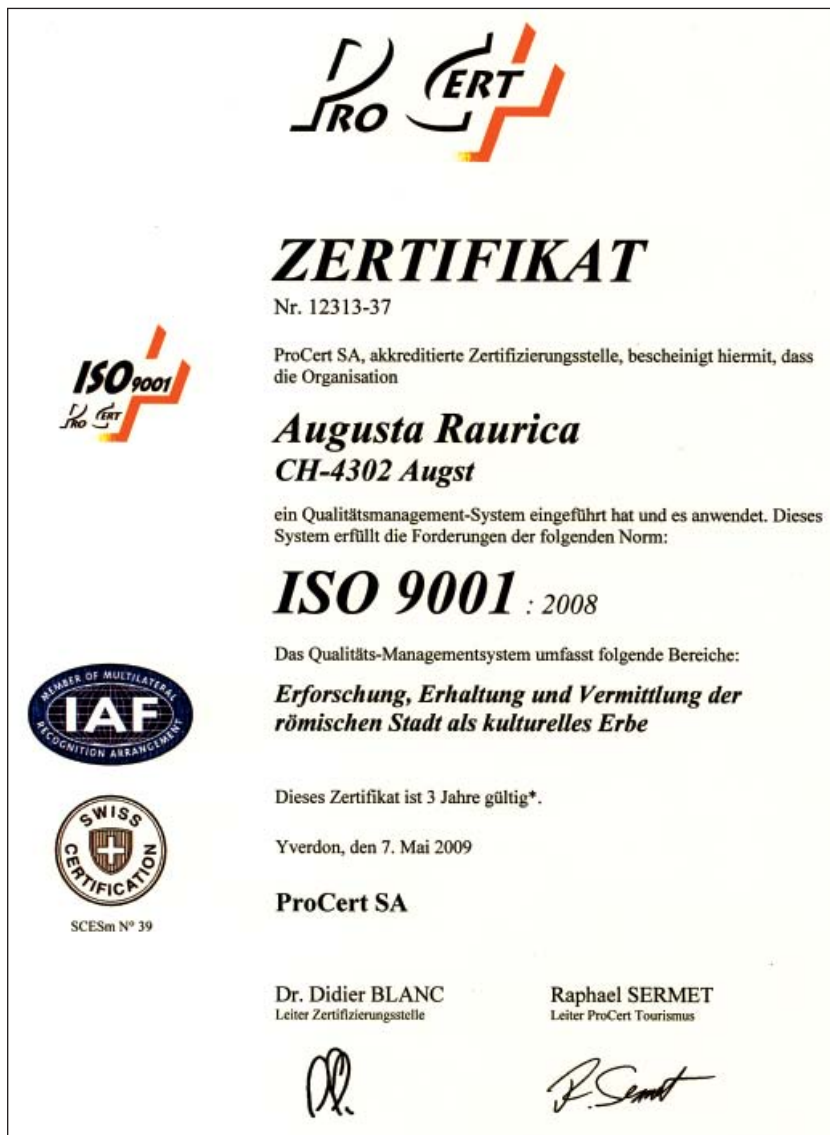 PRO CERT
ZERTIFIKAT
Nr. 12313-37
ProCert SA, akkreditierte Zertifizierungsstelle, bescheinigt hiermit, dass
die Organisation
ISO 9001
PRO CERT
Augusta Raurica
CH-4302 Augst
ein Qualitätsmanagement-System eingeführt hat und es anwendet. Dieses
System erfüllt die Forderungen der folgenden Norm:
ISO 9001 : 2008
Das Qualitäts-Managementsystem umfasst folgende Bereiche:
MEMBER OF MULTILATERAL
IAF
RECOGNITION ARRANGEMENT
Erforschung, Erhaltung und Vermittlung der
römischen Stadt als kulturelles Erbe
Dieses Zertifikat ist 3 Jahre gültig*.
SWISS
CERTIFICATION
SCESm Nº 39
Yverdon, den 7. Mai 2009
ProCert SA
Dr. Didier BLANC
Leiter Zertifizierungsstelle
Raphael SERMET
Leiter ProCert Tourismus
R. Sermet